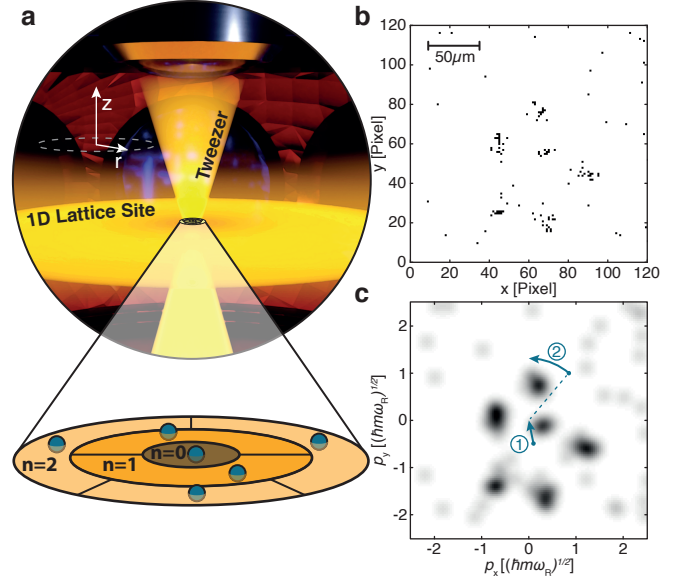 a
z
r
Tweezer
1D Lattice Site
n=2
n=1
n=0
b
120
100
80
60
40
20
0
0
20
40
60
80
100
120
50µm
y [Pixel]
x [Pixel]
c
2
1
0
-1
-2
-2
-1
0
1
2
1
2
p_y [(ħmω_R)^1/2]
p_x [(ħmω_R)^1/2]